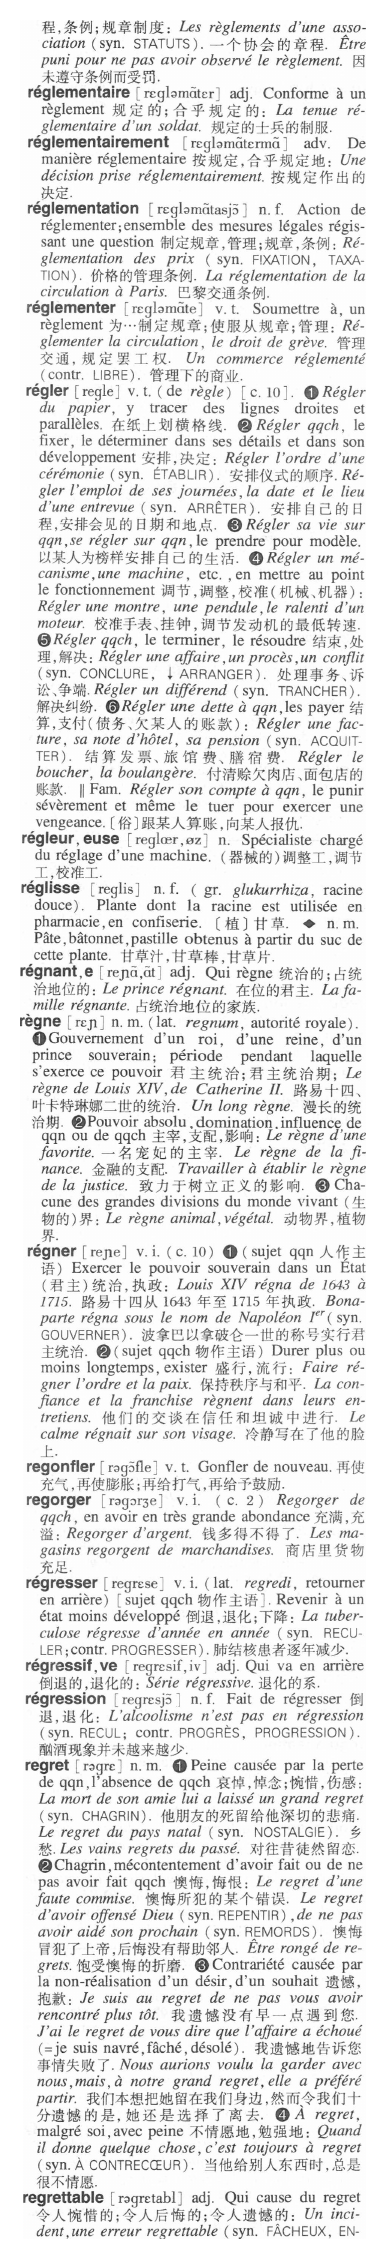 程,条例;规章制度: Les règlements d'une asso-
ciation (syn. STATUTS). 一个协会的章程. Être
puni pour ne pas avoir observé le règlement. 因
未遵守条例而受罚.
réglementaire [rɛgləmɑ̃tɛr] adj. Conforme à un
règlement 规定的;合乎规定的: La tenue ré-
glementaire d'un soldat. 规定的士兵的制服.
réglementairement [rɛgləmɑ̃tɛrmɑ̃] adv. De
manière réglementaire 按规定,合乎规定地: Une
décision prise réglementairement. 按规定作出的
决定.
réglementation [rɛgləmɑ̃tasjɔ̃] n. f. Action de
réglementer;ensemble des mesures légales régis-
sant une question 制定规章,管理;规章,条例: Ré-
glementation des prix (syn. FIXATION, TAXA-
TION). 价格的管理条例. La réglementation de la
circulation à Paris. 巴黎交通条例.
réglementer [rɛgləmɑ̃te] v. t. Soumettre à, un
règlement 为…制定规章;使服从规章;管理: Ré-
glementer la circulation, le droit de grève. 管理
交通,规定罢工权. Un commerce réglementé
(contr. LIBRE). 管理下的商业.
régler [regle] v. t. (de règle) [c. 10]. ❶Régler
du papier, y tracer des lignes droites et
parallèles. 在纸上划横格线. ❷Régler qqch, le
fixer, le déterminer dans ses détails et dans son
développement 安排,决定: Régler l'ordre d'une
cérémonie (syn. ÉTABLIR). 安排仪式的顺序. Ré-
gler l'emploi de ses journées, la date et le lieu
d'une entrevue (syn. ARRÊTER). 安排自己的日
程,安排会见的日期和地点. ❸Régler sa vie sur
qqn, se régler sur qqn, le prendre pour modèle.
以某人为榜样安排自己的生活. ❹Régler un mé-
canisme, une machine, etc., en mettre au point
le fonctionnement 调节,调整,校准(机械、机器):
Régler une montre, une pendule, le ralenti d'un
moteur. 校准手表、挂钟,调节发动机的最低转速.
❺Régler qqch, le terminer, le résoudre 结束,处
理,解决: Régler une affaire, un procès, un conflit
(syn. CONCLURE, ↓ ARRANGER). 处理事务、诉
讼、争端. Régler un différend (syn. TRANCHER).
解决纠纷. ❻Régler une dette à qqn, les payer 结
算,支付(债务、欠某人的账款): Régler une fac-
ture, sa note d'hôtel, sa pension (syn. ACQUIT-
TER). 结算发票、旅馆费、膳宿费. Régler le
boucher, la boulangère. 付清赊欠肉店、面包店的
账款. ‖ Fam. Régler son compte à qqn, le punir
sévèrement et même le tuer pour exercer une
vengeance.〔俗〕跟某人算账,向某人报仇.
régleur, euse [reglœr,øz] n. Spécialiste chargé
du réglage d'une machine. (器械的)调整工,调节
工,校准工.
réglisse [reglis] n. f. ( gr. glukurrhiza, racine
douce). Plante dont la racine est utilisée en
pharmacie, en confiserie. 〔植〕甘草. ◆ n. m.
Pâte, bâtonnet, pastille obtenus à partir du suc de
cette plante. 甘草汁,甘草棒,甘草片.
régnant, e [reɲɑ̃,ɑ̃t] adj. Qui règne 统治的;占统
治地位的: Le prince régnant. 在位的君主. La fa-
mille régnante. 占统治地位的家族.
règne [rɛɲ] n. m. (lat. regnum, autorité royale).
❶Gouvernement d'un roi, d'une reine, d'un
prince souverain; période pendant laquelle
s'exerce ce pouvoir 君主统治;君主统治期; Le
règne de Louis XIV, de Catherine II. 路易十四、
叶卡特琳娜二世的统治. Un long règne. 漫长的统
治期. ❷Pouvoir absolu, domination, influence de
qqn ou de qqch 主宰,支配,影响: Le règne d'une
favorite. 一名宠妃的主宰. Le règne de la fi-
nance. 金融的支配. Travailler à établir le règne
de la justice. 致力于树立正义的影响. ❸Cha-
cune des grandes divisions du monde vivant (生
物的)界: Le règne animal, végétal. 动物界,植物
界.
régner [reɲe] v. i. (c. 10) ❶(sujet qqn 人作主
语) Exercer le pouvoir souverain dans un État
(君主)统治,执政: Louis XIV régna de 1643 à
1715. 路易十四从 1643 年至 1715 年执政. Bona-
parte régna sous le nom de Napoléon Ier (syn.
GOUVERNER). 波拿巴以拿破仑一世的称号实行君
主统治. ❷(sujet qqch 物作主语) Durer plus ou
moins longtemps, exister 盛行,流行: Faire ré-
gner l'ordre et la paix. 保持秩序与和平. La con-
fiance et la franchise règnent dans leurs en-
tretiens. 他们的交谈在信任和坦诚中进行. Le
calme régnait sur son visage. 冷静写在了他的脸
上.
regonfler [rəgɔ̃fle] v. t. Gonfler de nouveau. 再使
充气,再使膨胀;再给打气,再给予鼓励.
regorger [rəgɔrʒe] v. i. (c. 2) Regorger de
qqch, en avoir en très grande abondance 充满,充
溢: Regorger d'argent. 钱多得不得了. Les ma-
gasins regorgent de marchandises. 商店里货物
充足.
régresser [regrese] v. i. (lat. regredi, retourner
en arrière) [sujet qqch 物作主语]. Revenir à un
état moins développé 倒退,退化;下降: La tuber-
culose régresse d'année en année (syn. RECU-
LER; contr. PROGRESSER). 肺结核患者逐年减少.
régressif, ve [regresif,iv] adj. Qui va en arrière
倒退的,退化的: Série régressive. 退化的系.
régression [regresjɔ̃] n. f. Fait de régresser 倒
退,退化: L'alcoolisme n'est pas en régression
(syn. RECUL; contr. PROGRÈS, PROGRESSION).
酗酒现象并未越来越少.
regret [rəgrɛ] n. m. ❶Peine causée par la perte
de qqn, l'absence de qqch 哀悼,悼念;惋惜,伤感:
La mort de son amie lui a laissé un grand regret
(syn. CHAGRIN). 他朋友的死留给他深切的悲痛.
Le regret du pays natal (syn. NOSTALGIE). 乡
愁. Les vains regrets du passé. 对往昔徒然留恋.
❷Chagrin, mécontentement d'avoir fait ou de ne
pas avoir fait qqch 懊悔,悔恨: Le regret d'une
faute commise. 懊悔所犯的某个错误. Le regret
d'avoir offensé Dieu (syn. REPENTIR), de ne pas
avoir aidé son prochain (syn. REMORDS). 懊悔
冒犯了上帝,后悔没有帮助邻人. Être rongé de re-
grets. 饱受懊悔的折磨. ❸Contrariété causée par
la non-réalisation d'un désir, d'un souhait 遗憾,
抱歉: Je suis au regret de ne pas vous avoir
rencontré plus tôt. 我遗憾没有早一点遇到您.
J'ai le regret de vous dire que l'affaire a échoué
(=je suis navré, fâché, désolé). 我遗憾地告诉您
事情失败了. Nous aurions voulu la garder avec
nous, mais, à notre grand regret, elle a préféré
partir. 我们本想把她留在我们身边,然而令我们十
分遗憾的是,她还是选择了离去. ❹À regret,
malgré soi, avec peine 不情愿地,勉强地: Quand
il donne quelque chose, c'est toujours à regret
(syn. À CONTRECŒUR). 当他给别人东西时,总是
很不情愿.
regrettable [rəgrɛtabl] adj. Qui cause du regret
令人惋惜的;令人后悔的;令人遗憾的: Un inci-
dent, une erreur regrettable (syn. FÂCHEUX, EN-